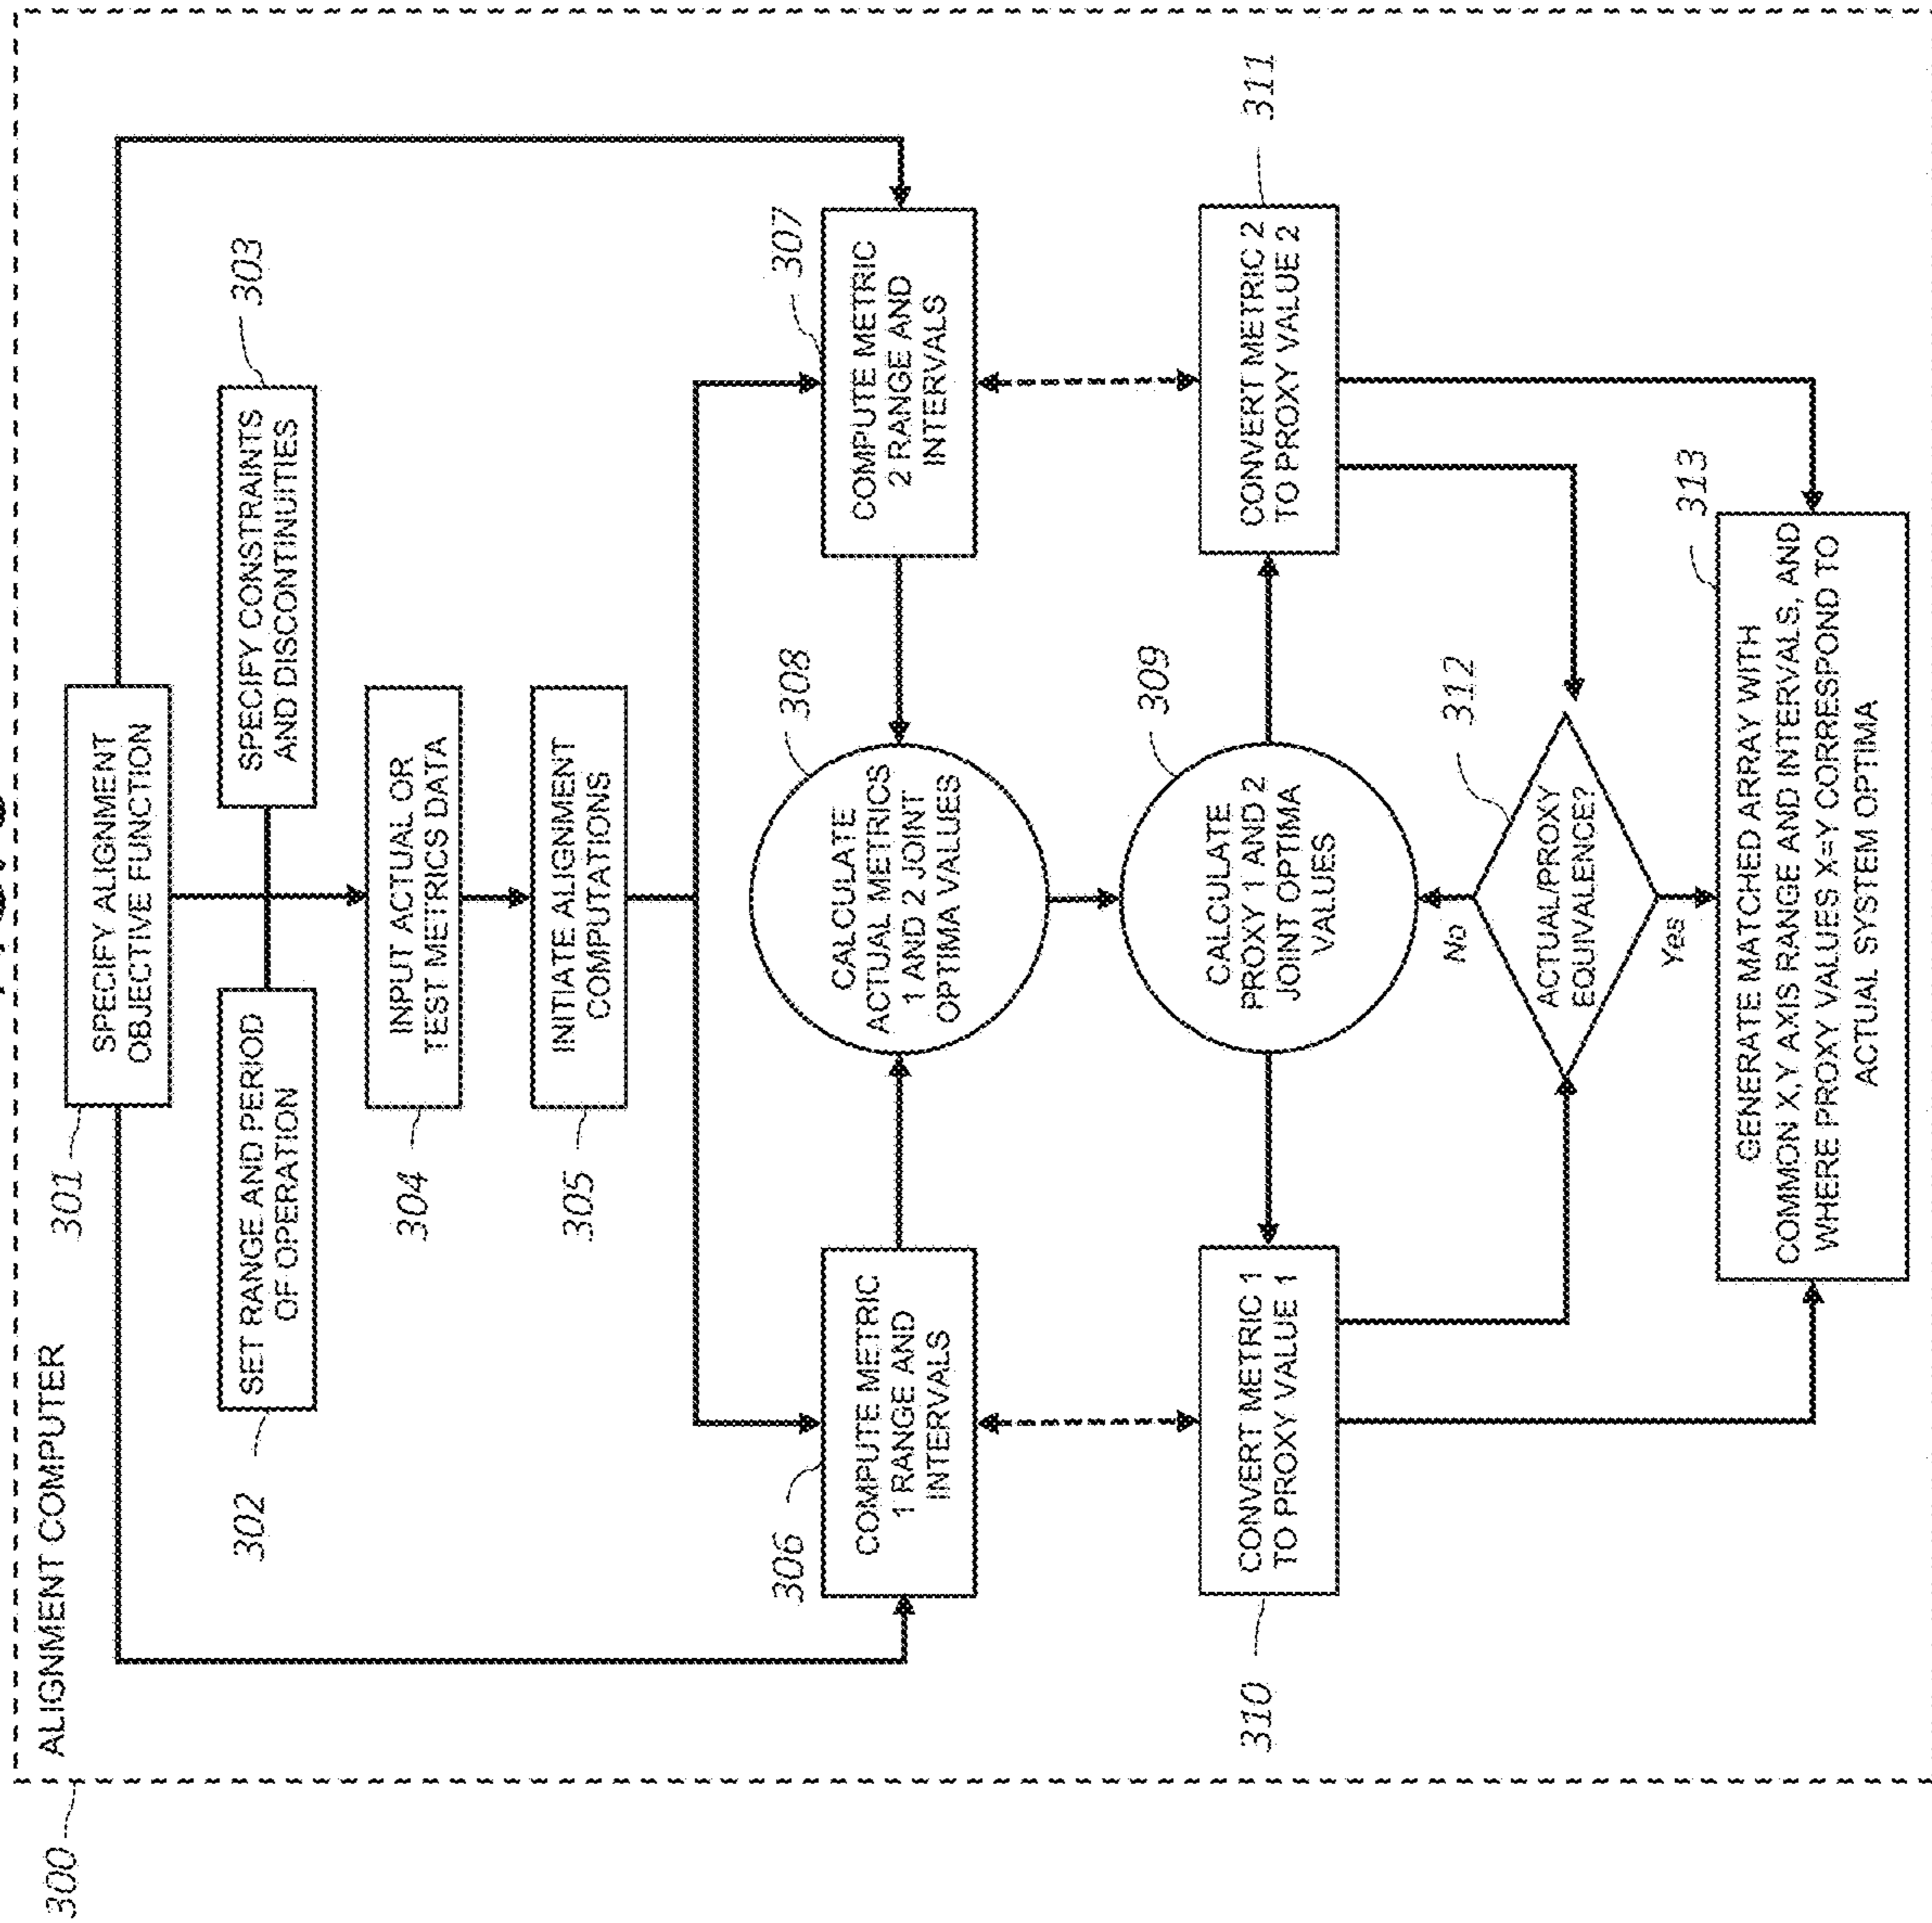 300
ALIGNMENT COMPUTER
301
SPECIFY ALIGNMENT
OBJECTIVE FUNCTION
302
SET RANGE AND PERIOD
OF OPERATION
303
SPECIFY CONSTRAINTS
AND DISCONTINUITIES
304
INPUT ACTUAL OR
TEST METRICS DATA
305
INITIATE ALIGNMENT
COMPUTATIONS
306
COMPUTE METRIC
1 RANGE AND
INTERVALS
308
CALCULATE
ACTUAL METRICS
1 AND 2 JOINT
OPTIMA VALUES
307
COMPUTE METRIC
2 RANGE AND
INTERVALS
310
CONVERT METRIC 1
TO PROXY VALUE 1
309
CALCULATE
PROXY 1 AND 2
JOINT OPTIMA
VALUES
311
CONVERT METRIC 2
TO PROXY VALUE 2
No
312
ACTUAL/PROXY
EQUIVALENCE?
Yes
313
GENERATE MATCHED ARRAY WITH
COMMON X,Y AXIS RANGE AND INTERVALS, AND
WHERE PROXY VALUES X=Y CORRESPOND TO
ACTUAL SYSTEM OPTIMA